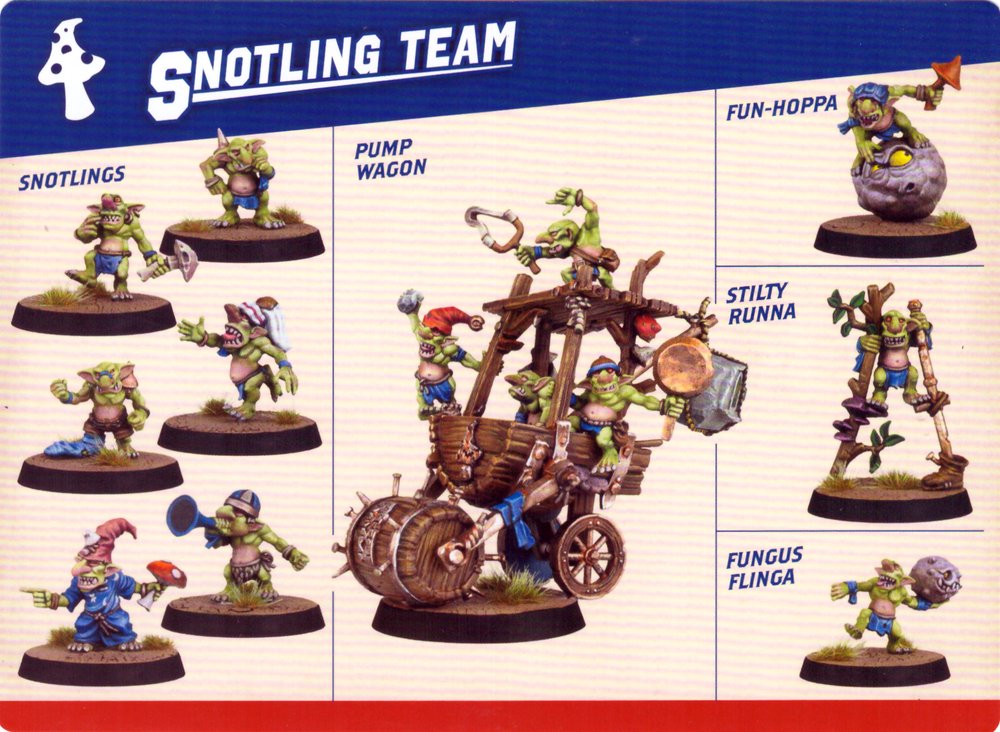 SNOTLING TEAM
SNOTLINGS
PUMP
WAGON
FUN-HOPPA
STILTY
RUNNA
FUNGUS
FLINGA